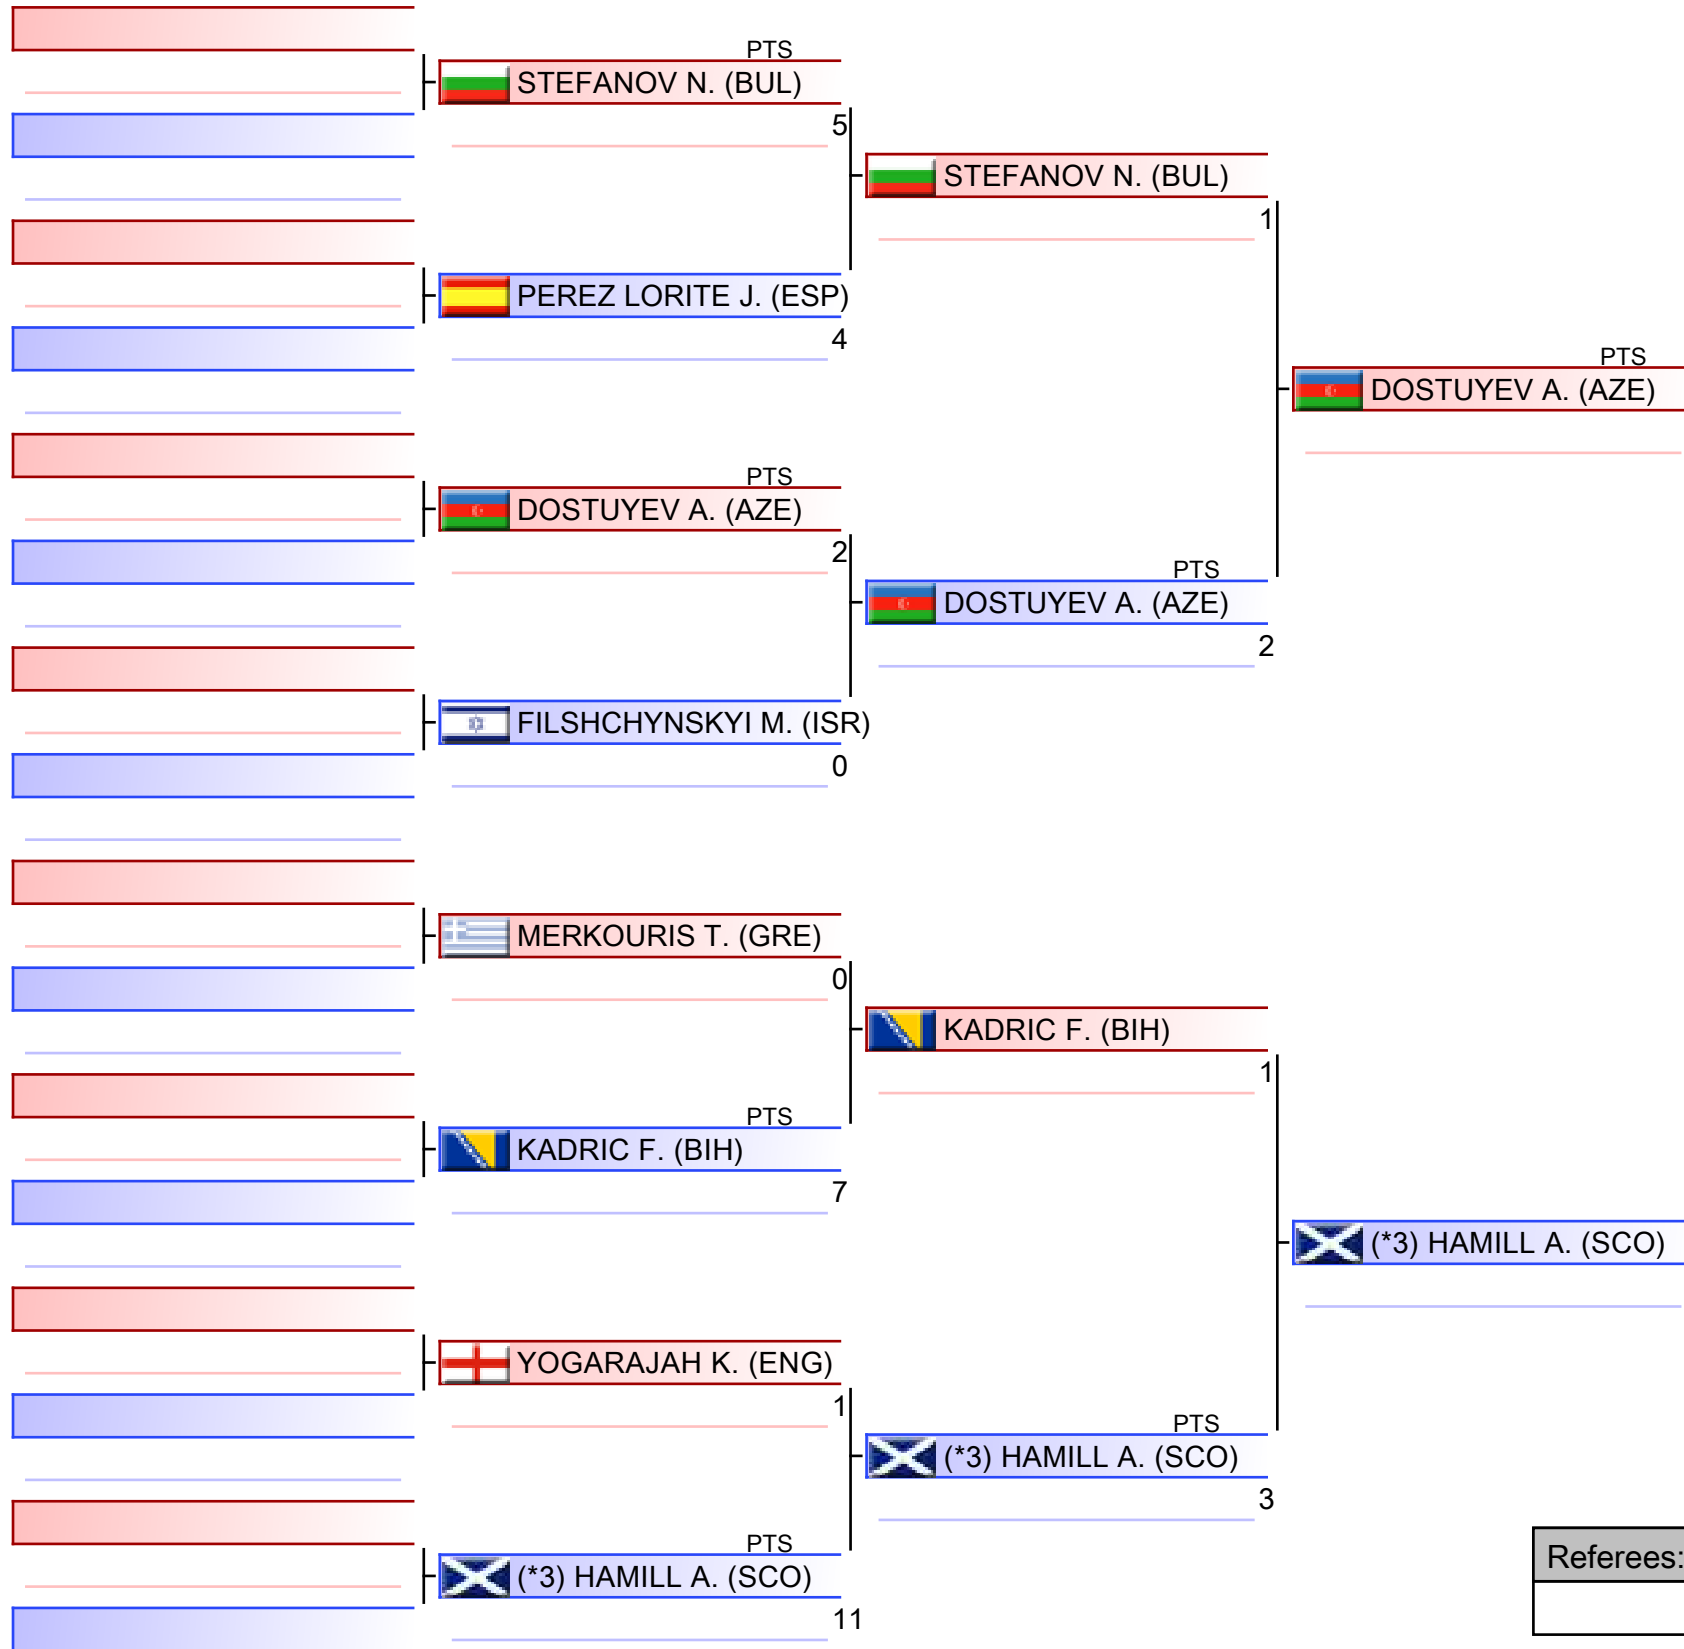 PTS
STEFANOV N. (BUL)
5
PEREZ LORITE J. (ESP)
4
PTS
DOSTUYEV A. (AZE)
2
FILSHCHYNSKYI M. (ISR)
0
MERKOURIS T. (GRE)
0
PTS
KADRIC F. (BIH)
7
YOGARAJAH K. (ENG)
1
PTS
(*3) HAMILL A. (SCO)
11
STEFANOV N. (BUL)
1
PTS
DOSTUYEV A. (AZE)
2
KADRIC F. (BIH)
1
PTS
(*3) HAMILL A. (SCO)
3
PTS
DOSTUYEV A. (AZE)
(*3) HAMILL A. (SCO)
Referees: